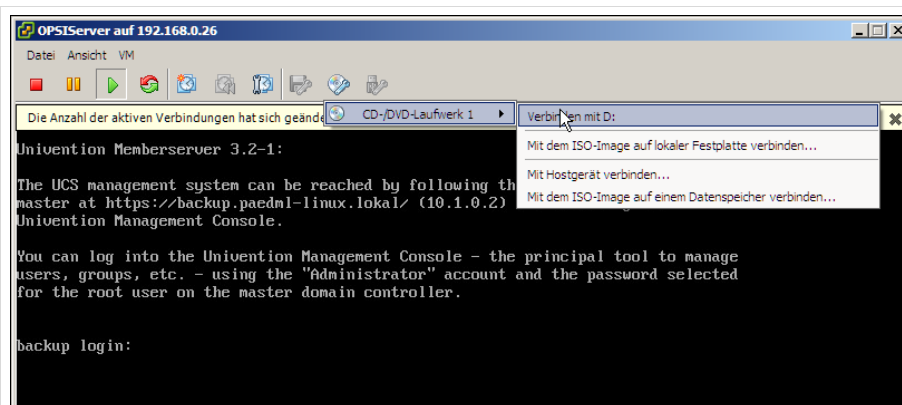 OPSIServer auf 192.168.0.26
Datei Ansicht VM
Die Anzahl der aktiven Verbindungen hat sich geände
CD-/DVD-Laufwerk 1
Verbinden mit D:
Mit dem ISO-Image auf lokaler Festplatte verbinden...
Mit Hostgerät verbinden...
Mit dem ISO-Image auf einem Datenspeicher verbinden...
Univention Memberserver 3.2-1:
The UCS management system can be reached by following th
master at https://backup.paedml-linux.lokal/ (10.1.0.2)
Univention Management Console.
You can log into the Univention Management Console – the principal tool to manage
users, groups, etc. – using the "Administrator" account and the password selected
for the root user on the master domain controller.
backup login: